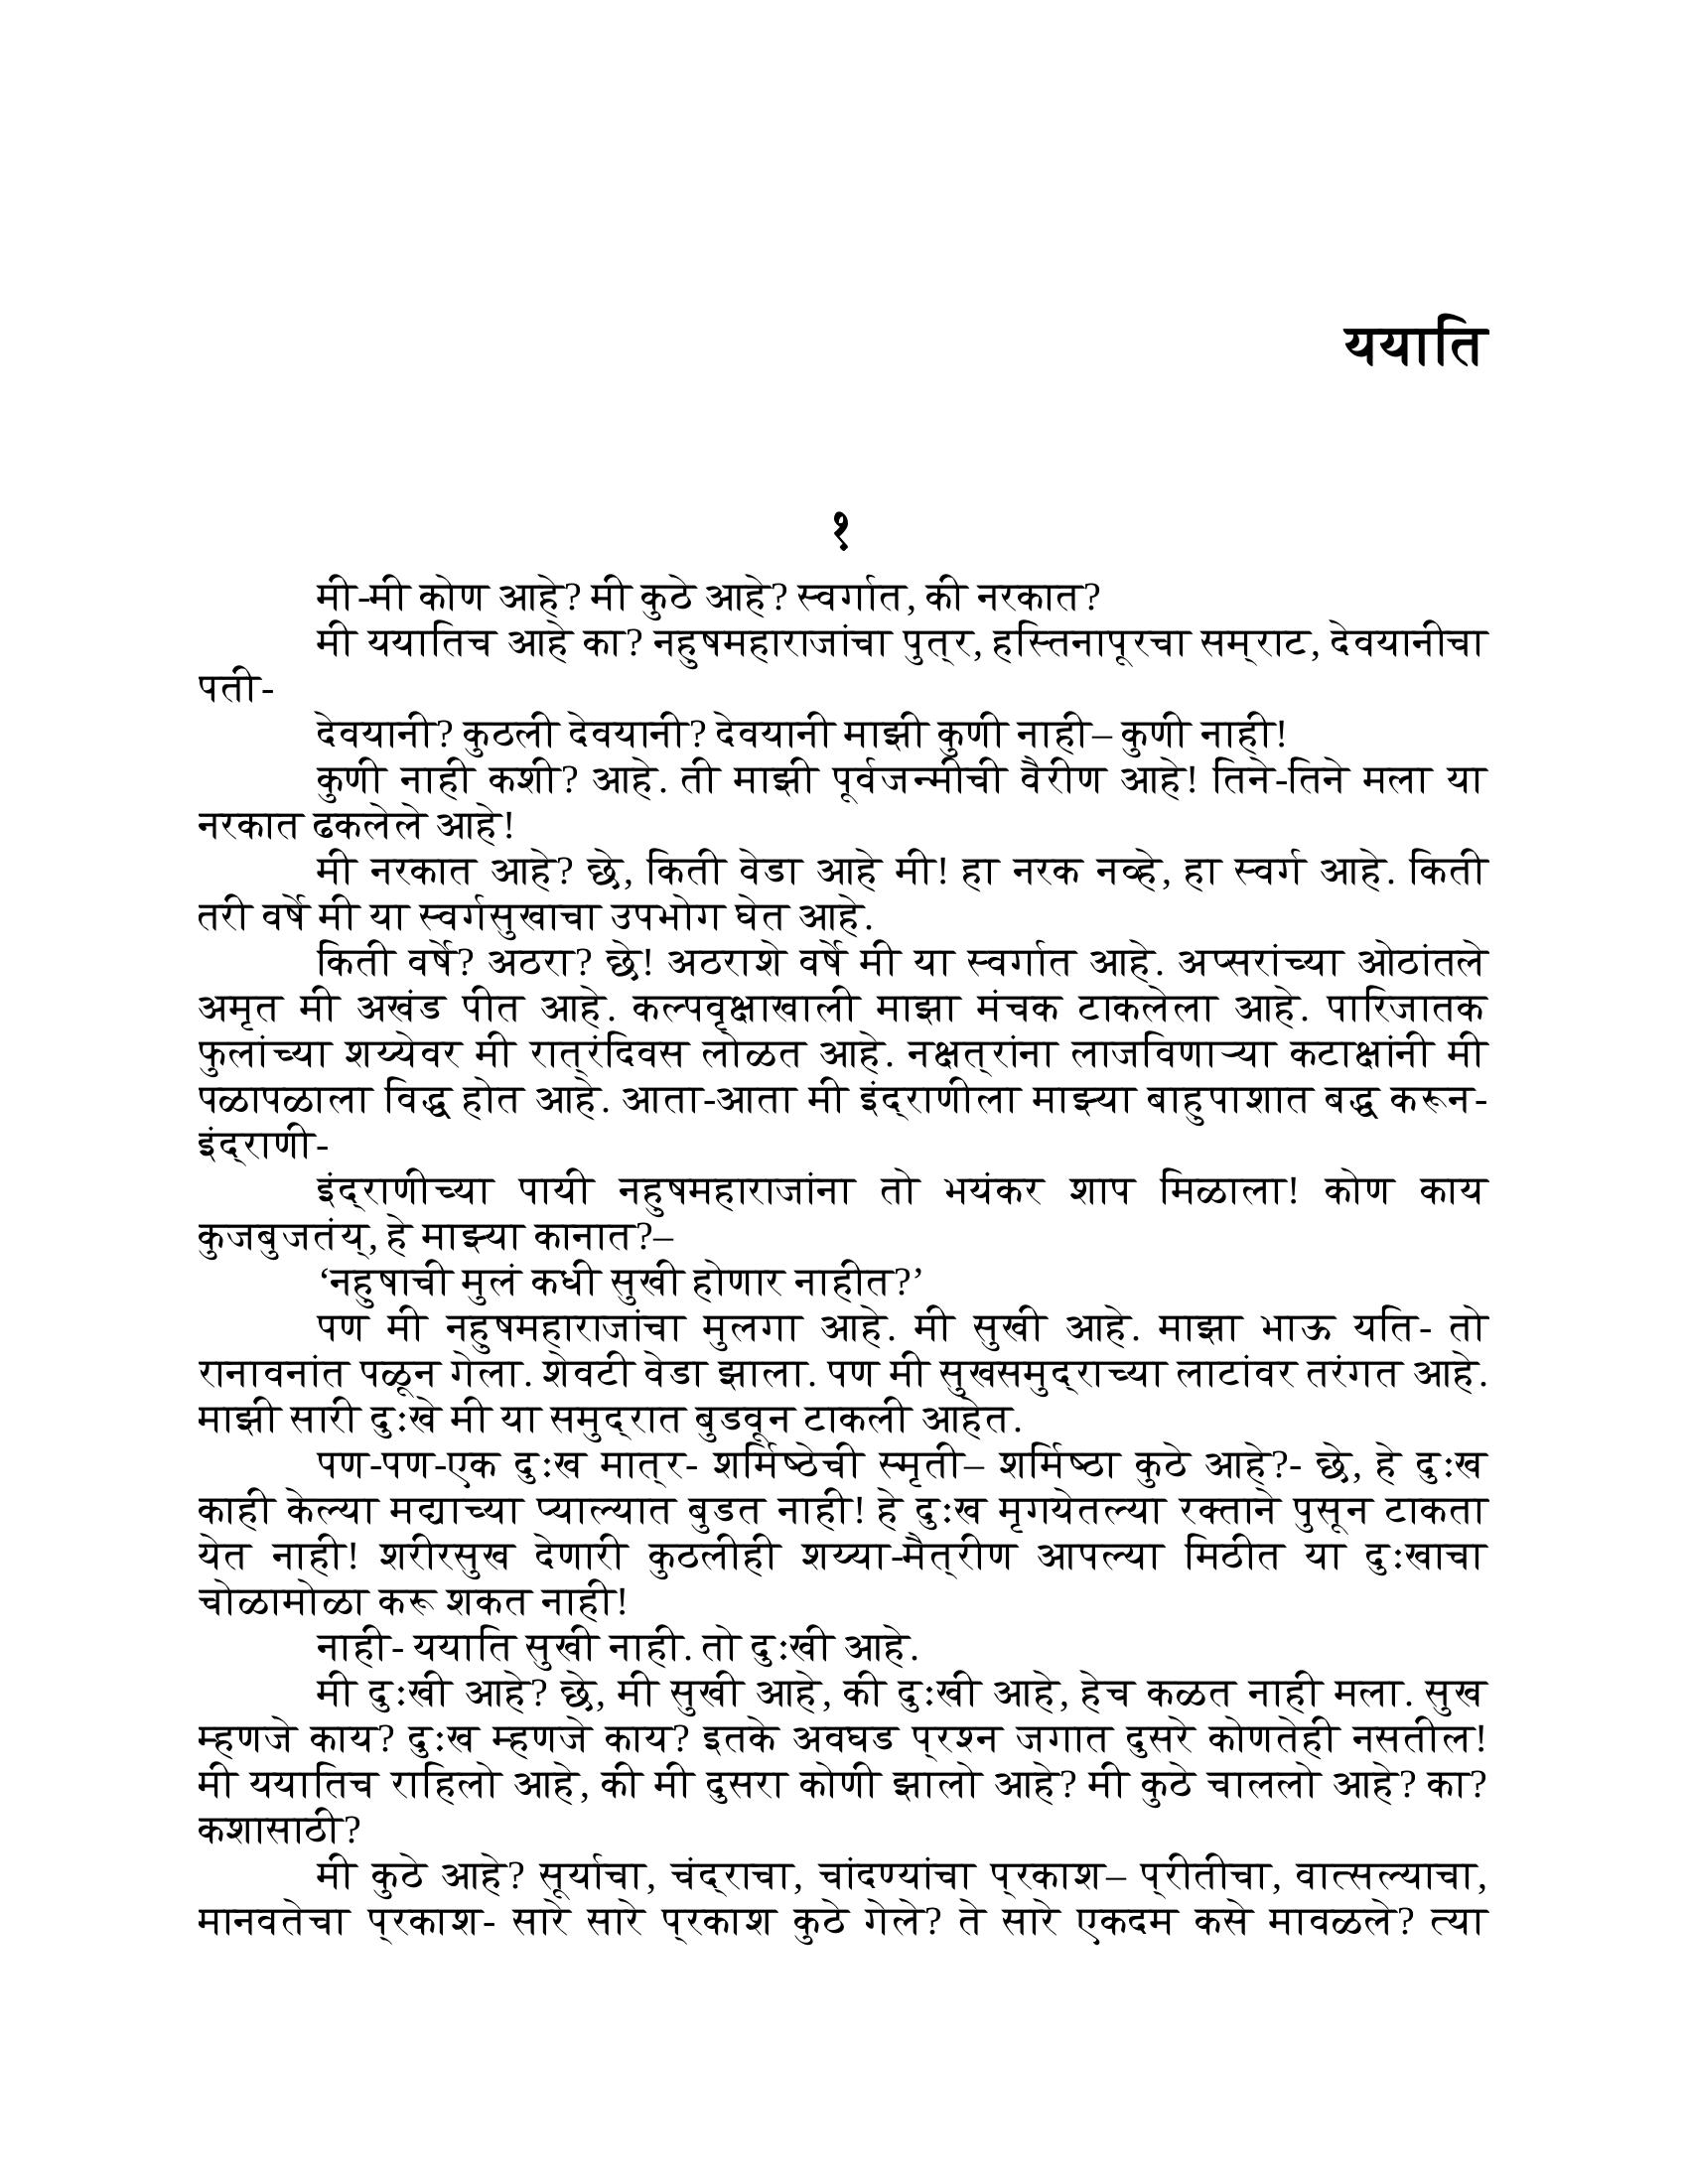 ययाति
१
मी-मी कोण आहे? मी कुठे आहे? स्वर्गात, की नरकात?
मी ययातिच आहे का? नहुषमहाराजांचा पुत्र, हस्तिनापूरचा सम्राट, देवयानीचा
पती-
देवयानी? कुठली देवयानी? देवयानी माझी कुणी नाही– कुणी नाही!
कुणी नाही कशी? आहे. ती माझी पूर्वजन्मीची वैरीण आहे! तिने-तिने मला या
नरकात ढकलेले आहे!
मी नरकात आहे? छे, किती वेडा आहे मी! हा नरक नव्हे, हा स्वर्ग आहे. किती
तरी वर्षे मी या स्वर्गसुखाचा उपभोग घेत आहे.
किती वर्षे? अठरा? छे! अठराशे वर्षे मी या स्वर्गात आहे. अप्सरांच्या ओठांतले
अमृत मी अखंड पीत आहे. कल्पवृक्षाखाली माझा मंचक टाकलेला आहे. पारिजातक
फुलांच्या शय्येवर मी रात्रंदिवस लोळत आहे. नक्षत्रांना लाजविणाऱ्या कटाक्षांनी मी
पळापळाला विद्ध होत आहे. आता-आता मी इंद्राणीला माझ्या बाहुपाशात बद्ध करून-
इंद्राणी-
इंद्राणीच्या पायी नहुषमहाराजांना तो भयंकर शाप मिळाला! कोण काय
कुजबुजतंय्, हे माझ्या कानात?–
‘नहुषाची मुलं कधी सुखी होणार नाहीत?’
पण मी नहुषमहाराजांचा मुलगा आहे. मी सुखी आहे. माझा भाऊ यति- तो
रानावनांत पळून गेला. शेवटी वेडा झाला. पण मी सुखसमुद्राच्या लाटांवर तरंगत आहे.
माझी सारी दुःखे मी या समुद्रात बुडवून टाकली आहेत.
पण-पण-एक दुःख मात्र- शर्मिष्ठेची स्मृती– शर्मिष्ठा कुठे आहे?- छे, हे दुःख
काही केल्या मद्याच्या प्याल्यात बुडत नाही! हे दुःख मृगयेतल्या रक्ताने पुसून टाकता
येत नाही! शरीरसुख देणारी कुठलीही शय्या-मैत्रीण आपल्या मिठीत या दुःखाचा
चोळामोळा करू शकत नाही!
नाही- ययाति सुखी नाही. तो दुःखी आहे.
मी दुःखी आहे? छे, मी सुखी आहे, की दुःखी आहे, हेच कळत नाही मला. सुख
म्हणजे काय? दुःख म्हणजे काय? इतके अवघड प्रश्न जगात दुसरे कोणतेही नसतील!
मी ययातिच राहिलो आहे, की मी दुसरा कोणी झालो आहे? मी कुठे चाललो आहे? का?
कशासाठी?
मी कुठे आहे? सूर्याचा, चंद्राचा, चांदण्यांचा प्रकाश– प्रीतीचा, वात्सल्याचा,
मानवतेचा प्रकाश- सारे सारे प्रकाश कुठे गेले? ते सारे एकदम कसे मावळले? त्या